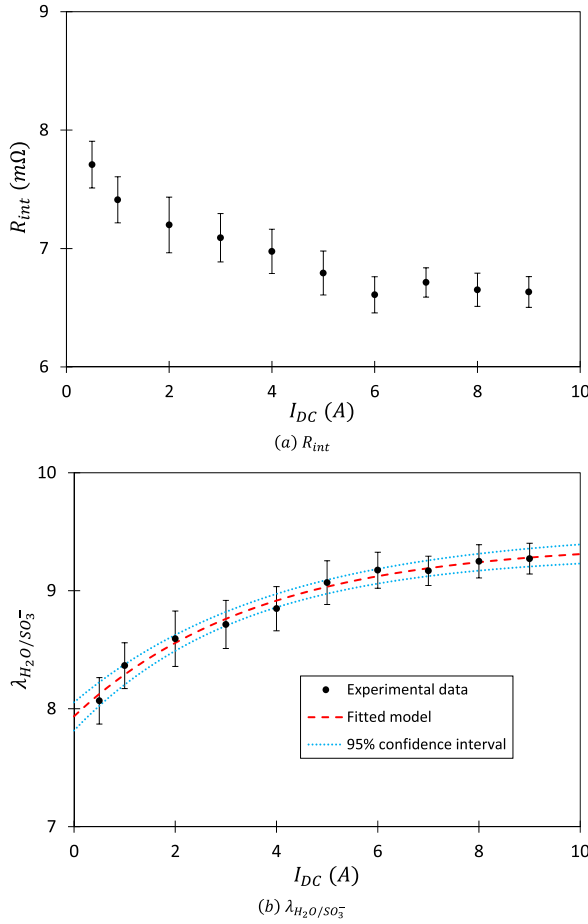 9
8
7
6
R_int (mΩ)
0 2 4 6 8 10
I_DC (A)
(a) R_int
10
9
8
7
λ_H₂O/SO₃⁻
Experimental data
Fitted model
95% confidence interval
0 2 4 6 8 10
I_DC (A)
(b) λ_H₂O/SO₃⁻